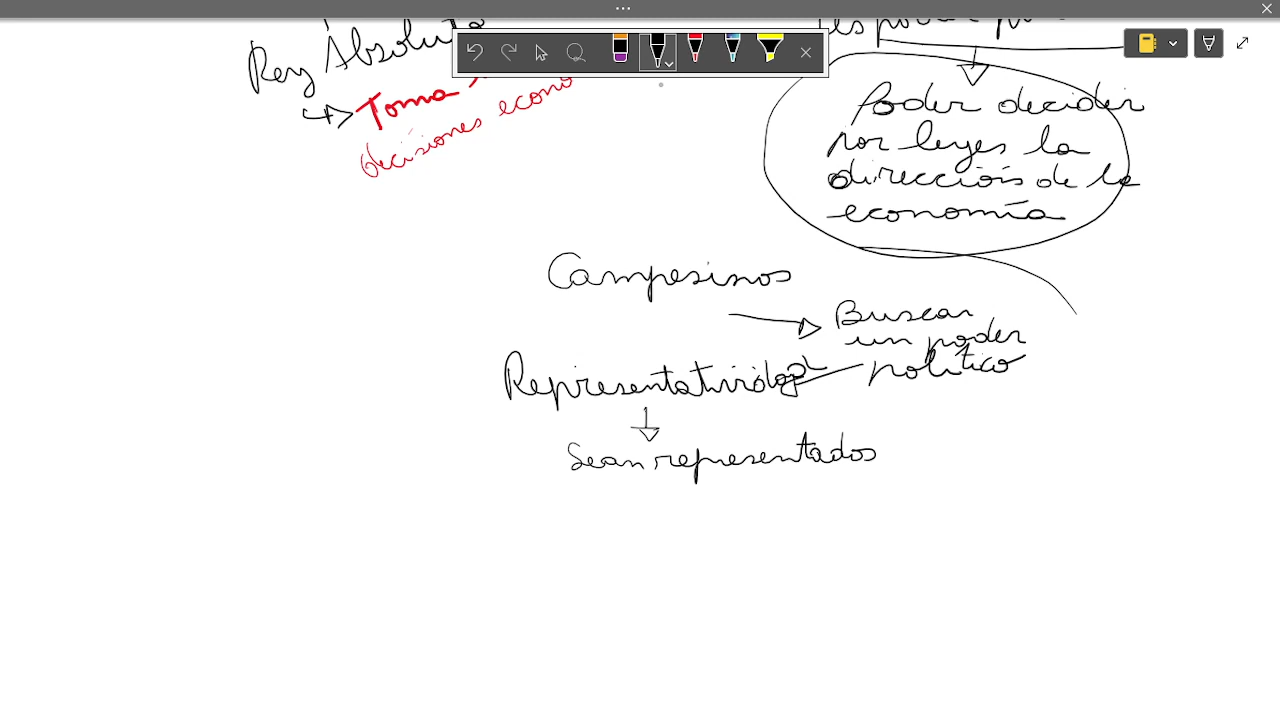 Rey Absoluto
Toma
decisiones econo
Poder decidir
por leyes la
dirección de la
economía
Campesinos
Buscar
un poder
político
Representatividad
Sean representados